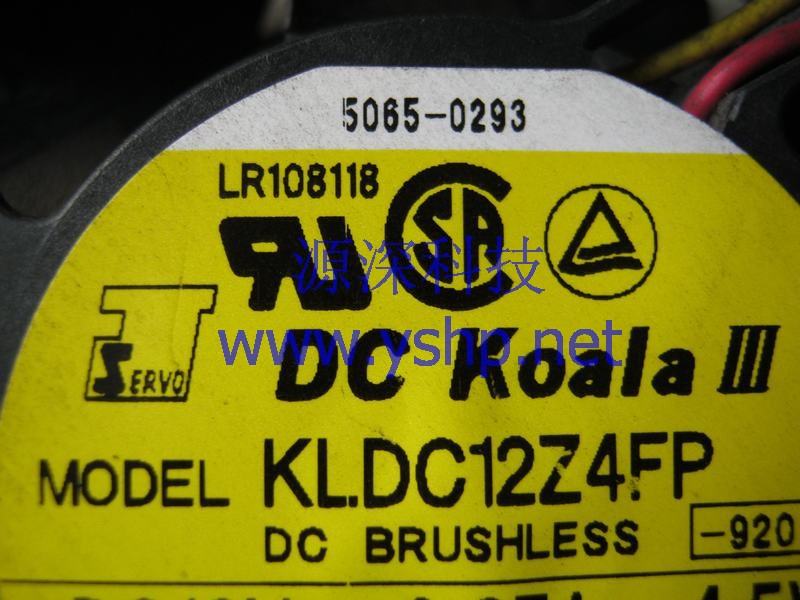 5065-0293
LR108118
源深科技
www.yshp.net
SERVO
DC Koala III
MODEL KLDC12Z4FP
DC BRUSHLESS -920